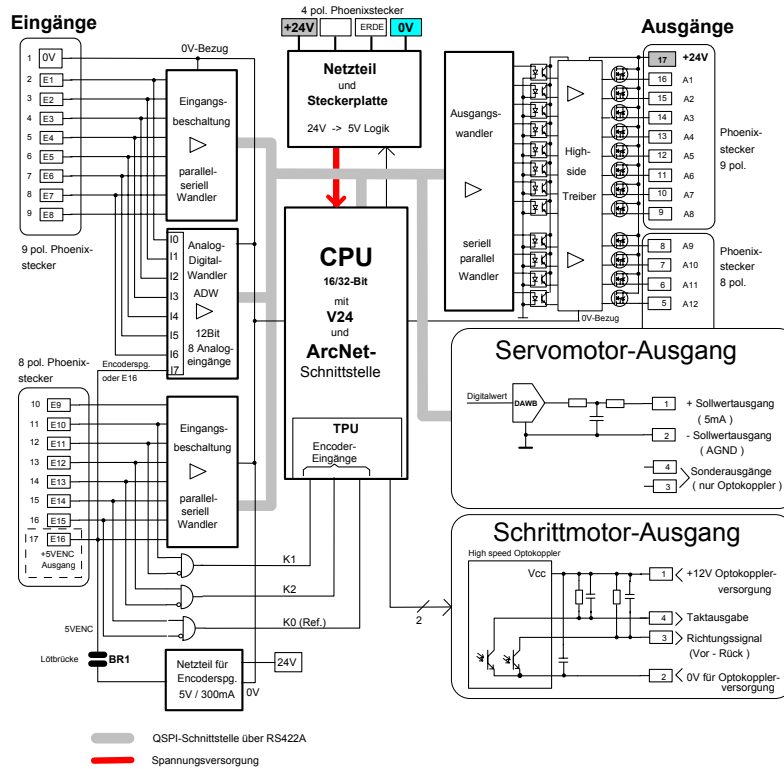 Eingänge
4 pol. Phoenixstecker
Ausgänge
+24V
ERDE
0V
0V-Bezug
1 0V
2 E1
3 E2
4 E3
5 E4
6 E5
7 E6
8 E7
9 E8
9 pol. Phoenix-
stecker
Eingangs-
beschaltung
parallel-
seriell
Wandler
Netzteil
und
Steckerplatte
24V -> 5V Logik
Ausgangs-
wandler
seriell
parallel
Wandler
High-
side
Treiber
17 +24V
16 A1
15 A2
14 A3
13 A4
12 A5
11 A6
10 A7
9 A8
Phoenix-
stecker
9 pol.
8 A9
7 A10
6 A11
5 A12
Phoenix-
stecker
8 pol.
0V-Bezug
I0
I1
I2
I3
I4
I5
I6
I7
Analog-
Digital-
Wandler
ADW
12Bit
8 Analog-
eingänge
Encoderspg.
oder E16
CPU
16/32-Bit
mit
V24
und
ArcNet-
Schnittstelle
TPU
Encoder-
Eingänge
8 pol. Phoenix-
stecker
10 E9
11 E10
12 E11
13 E12
14 E13
15 E14
16 E15
17 E16
+5VENC
Ausgang
Eingangs-
beschaltung
parallel-
seriell
Wandler
K1
K2
K0 (Ref.)
5VENC
Lötbrücke
BR1
Netzteil für
Encoderspg.
5V / 300mA
24V
0V
2
Servomotor-Ausgang
Digitalwert
DAWB
1 + Sollwertausgang
( 5mA )
2 - Sollwertausgang
(AGND)
4
3
Sonderausgänge
( nur Optokoppler)
Schrittmotor-Ausgang
High speed Optokoppler
Vcc
1 +12V Optokoppler-
versorgung
4 Taktausgabe
3 Richtungssignal
(Vor - Rück )
2 0V für Optokoppler-
versorgung
QSPI-Schnittstelle über RS422A
Spannungsversorgung